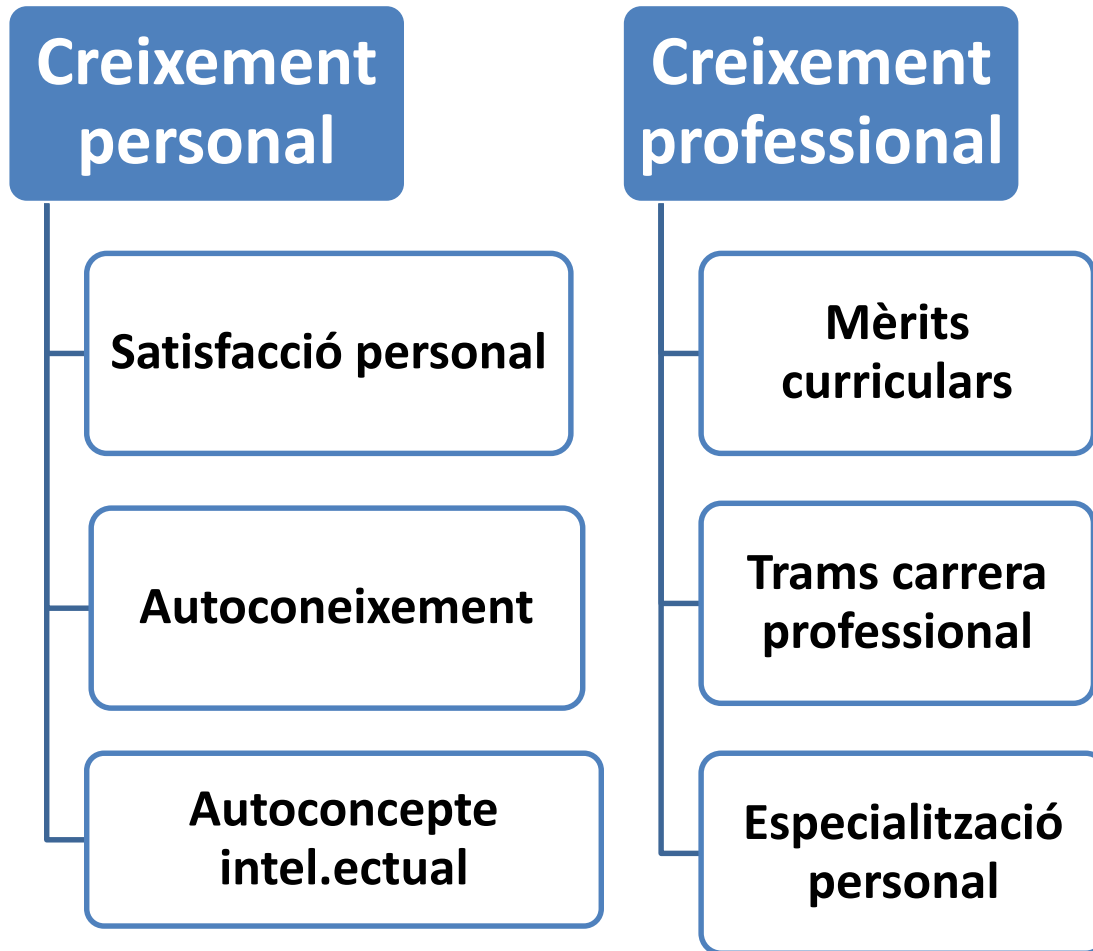 Creixement
personal
Satisfacció personal
Autoconeixement
Autoconcepte
intel.ectual
Creixement
professional
Mèrits
curriculars
Trams carrera
professional
Especialització
personal